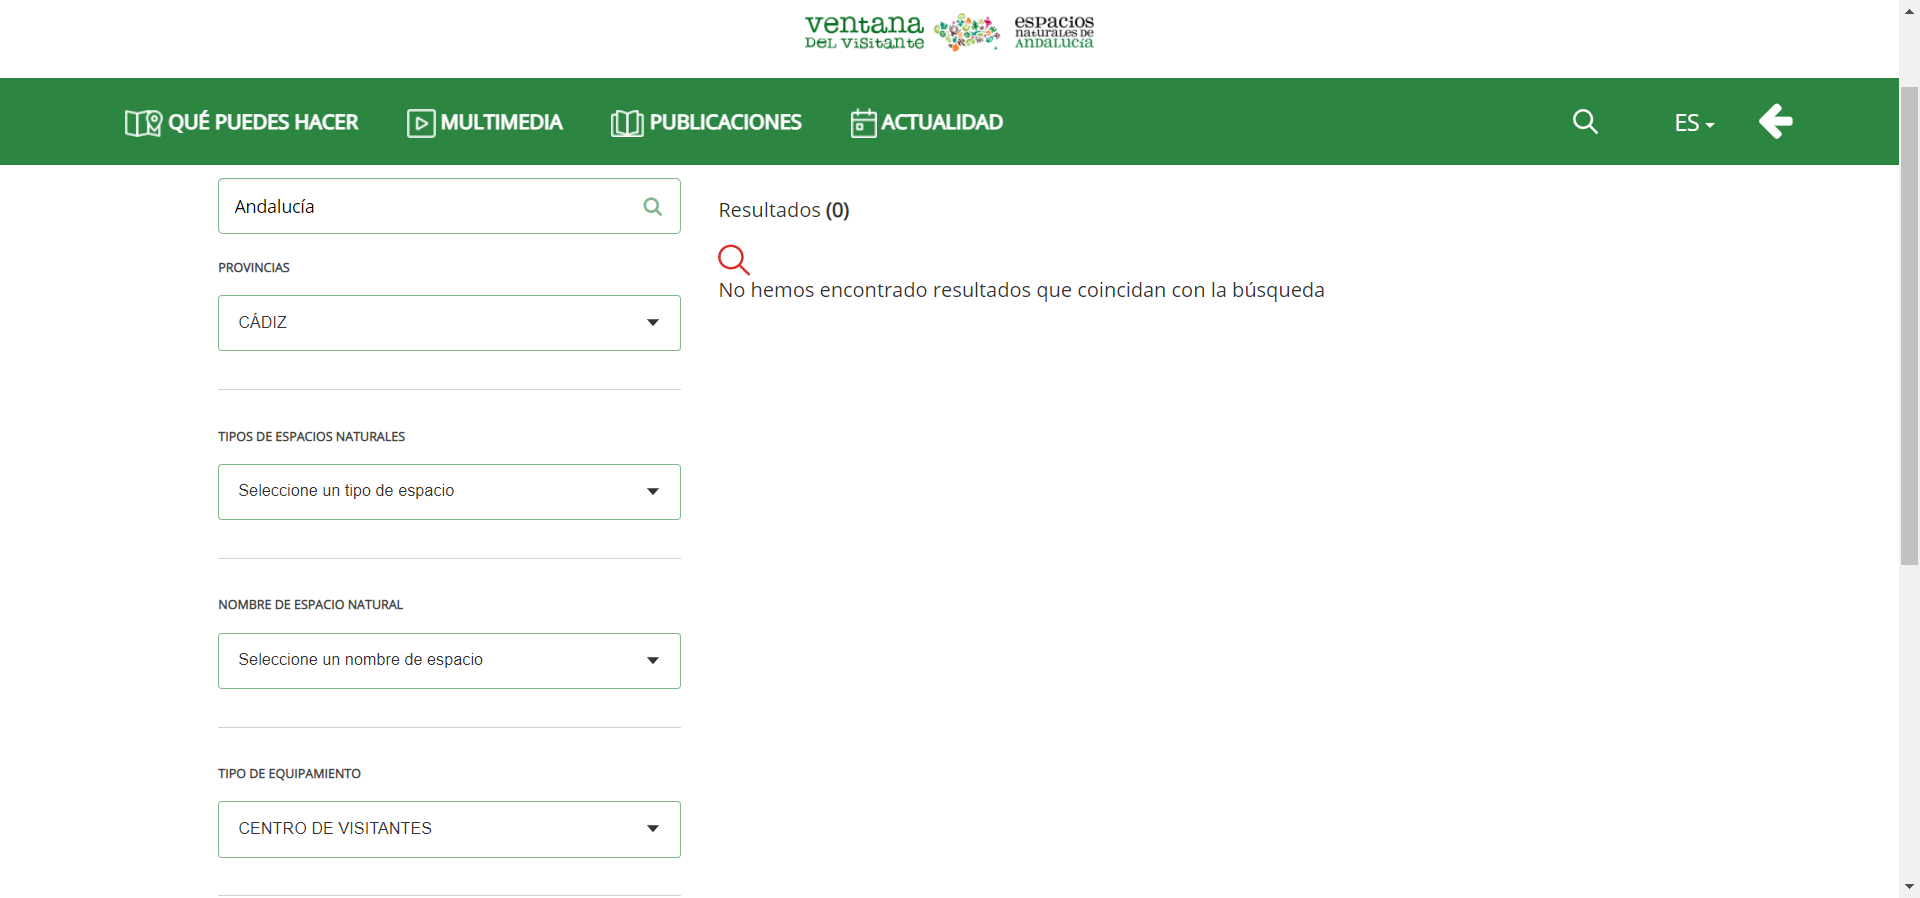 ventana
DEL VISITANTE
espacios
naturales de
ANDALUCÍA
QUÉ PUEDES HACER
MULTIMEDIA
PUBLICACIONES
ACTUALIDAD
ES
Andalucía
Resultados (0)
No hemos encontrado resultados que coincidan con la búsqueda
PROVINCIAS
CÁDIZ
TIPOS DE ESPACIOS NATURALES
Seleccione un tipo de espacio
NOMBRE DE ESPACIO NATURAL
Seleccione un nombre de espacio
TIPO DE EQUIPAMIENTO
CENTRO DE VISITANTES